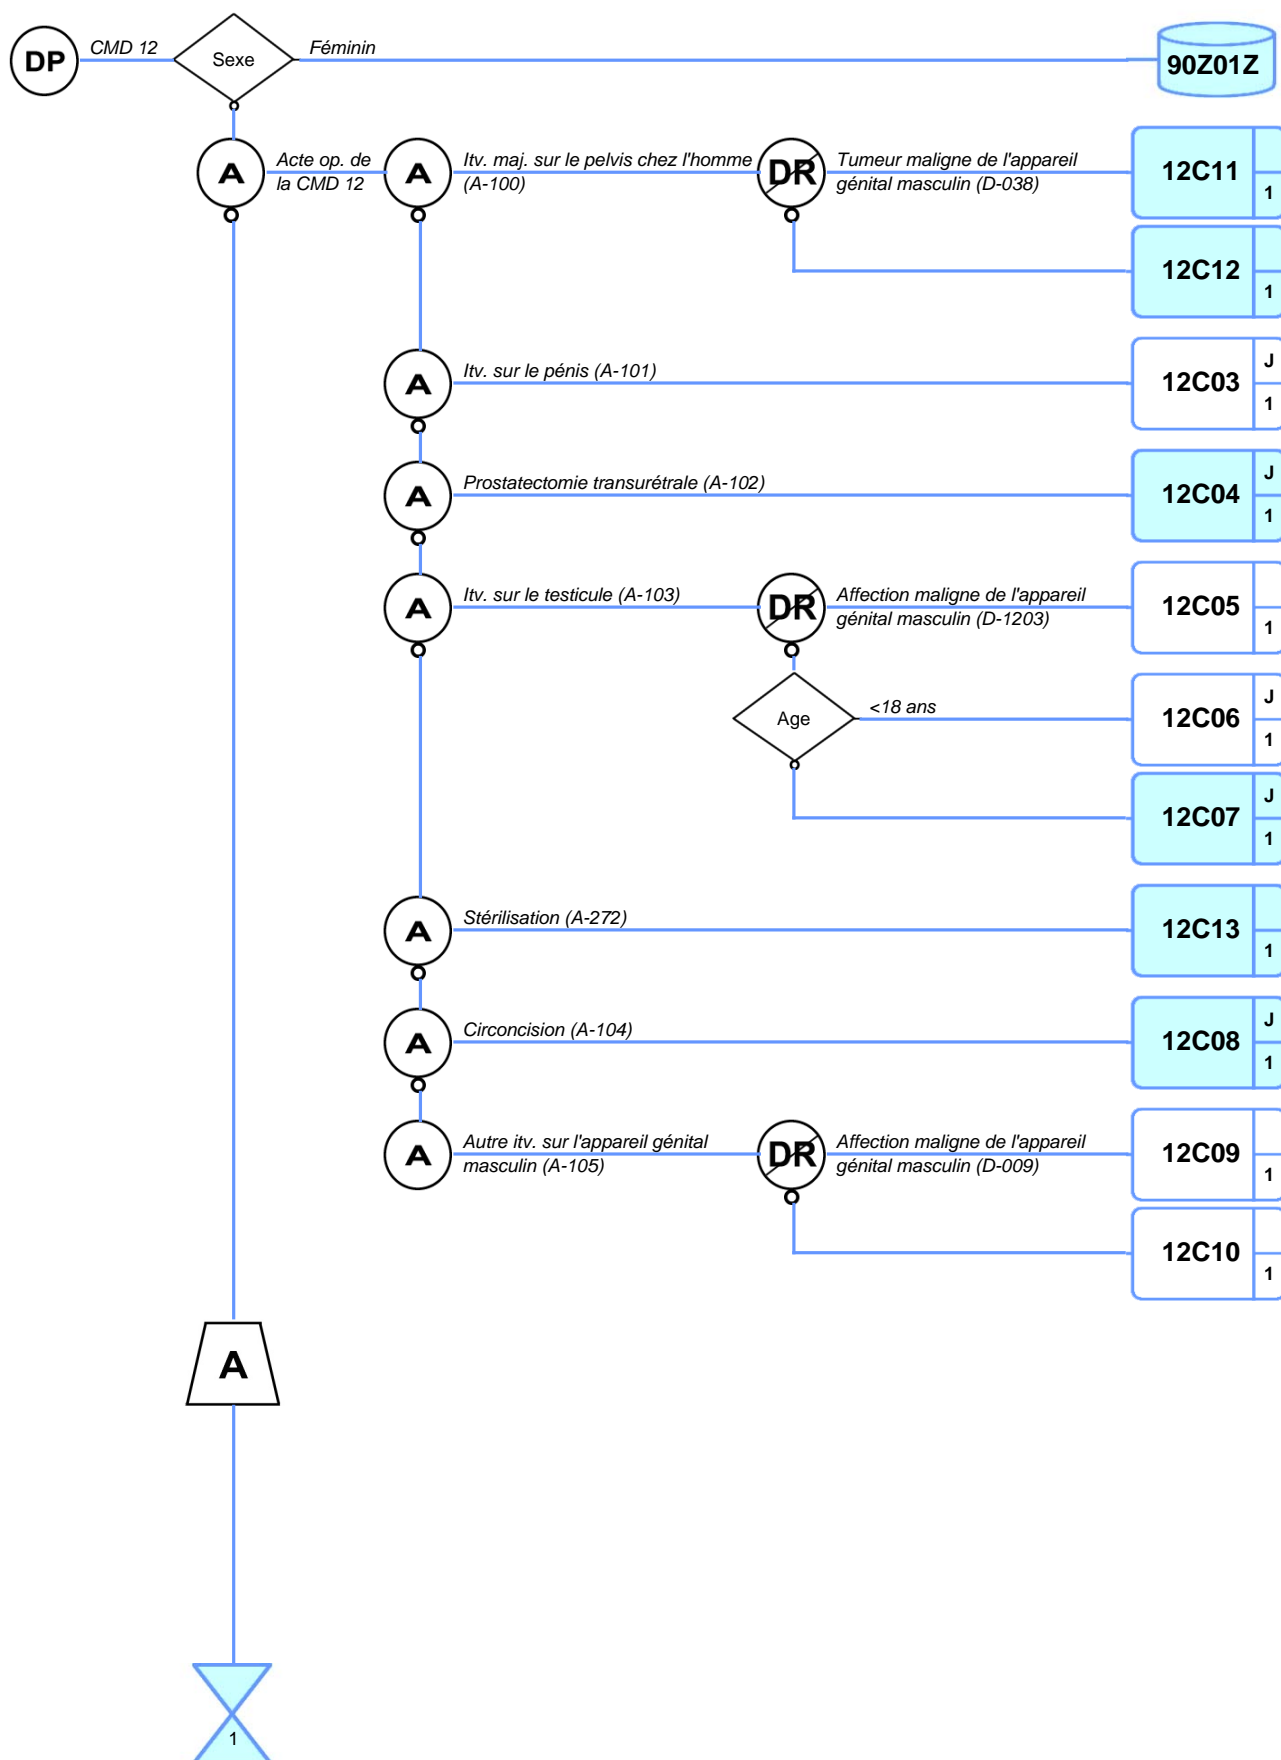 DP
CMD 12
Sexe
Féminin
90Z01Z
A
Acte op. de
la CMD 12
A
Itv. maj. sur le pelvis chez l'homme
(A-100)
DR
Tumeur maligne de l'appareil
génital masculin (D-038)
12C11
1
12C12
1
A
Itv. sur le pénis (A-101)
12C03
J
1
A
Prostatectomie transurétrale (A-102)
12C04
J
1
A
Itv. sur le testicule (A-103)
DR
Affection maligne de l'appareil
génital masculin (D-1203)
12C05
1
Age
<18 ans
12C06
J
1
12C07
J
1
A
Stérilisation (A-272)
12C13
1
A
Circoncision (A-104)
12C08
J
1
A
Autre itv. sur l'appareil génital
masculin (A-105)
DR
Affection maligne de l'appareil
génital masculin (D-009)
12C09
1
12C10
1
A
1